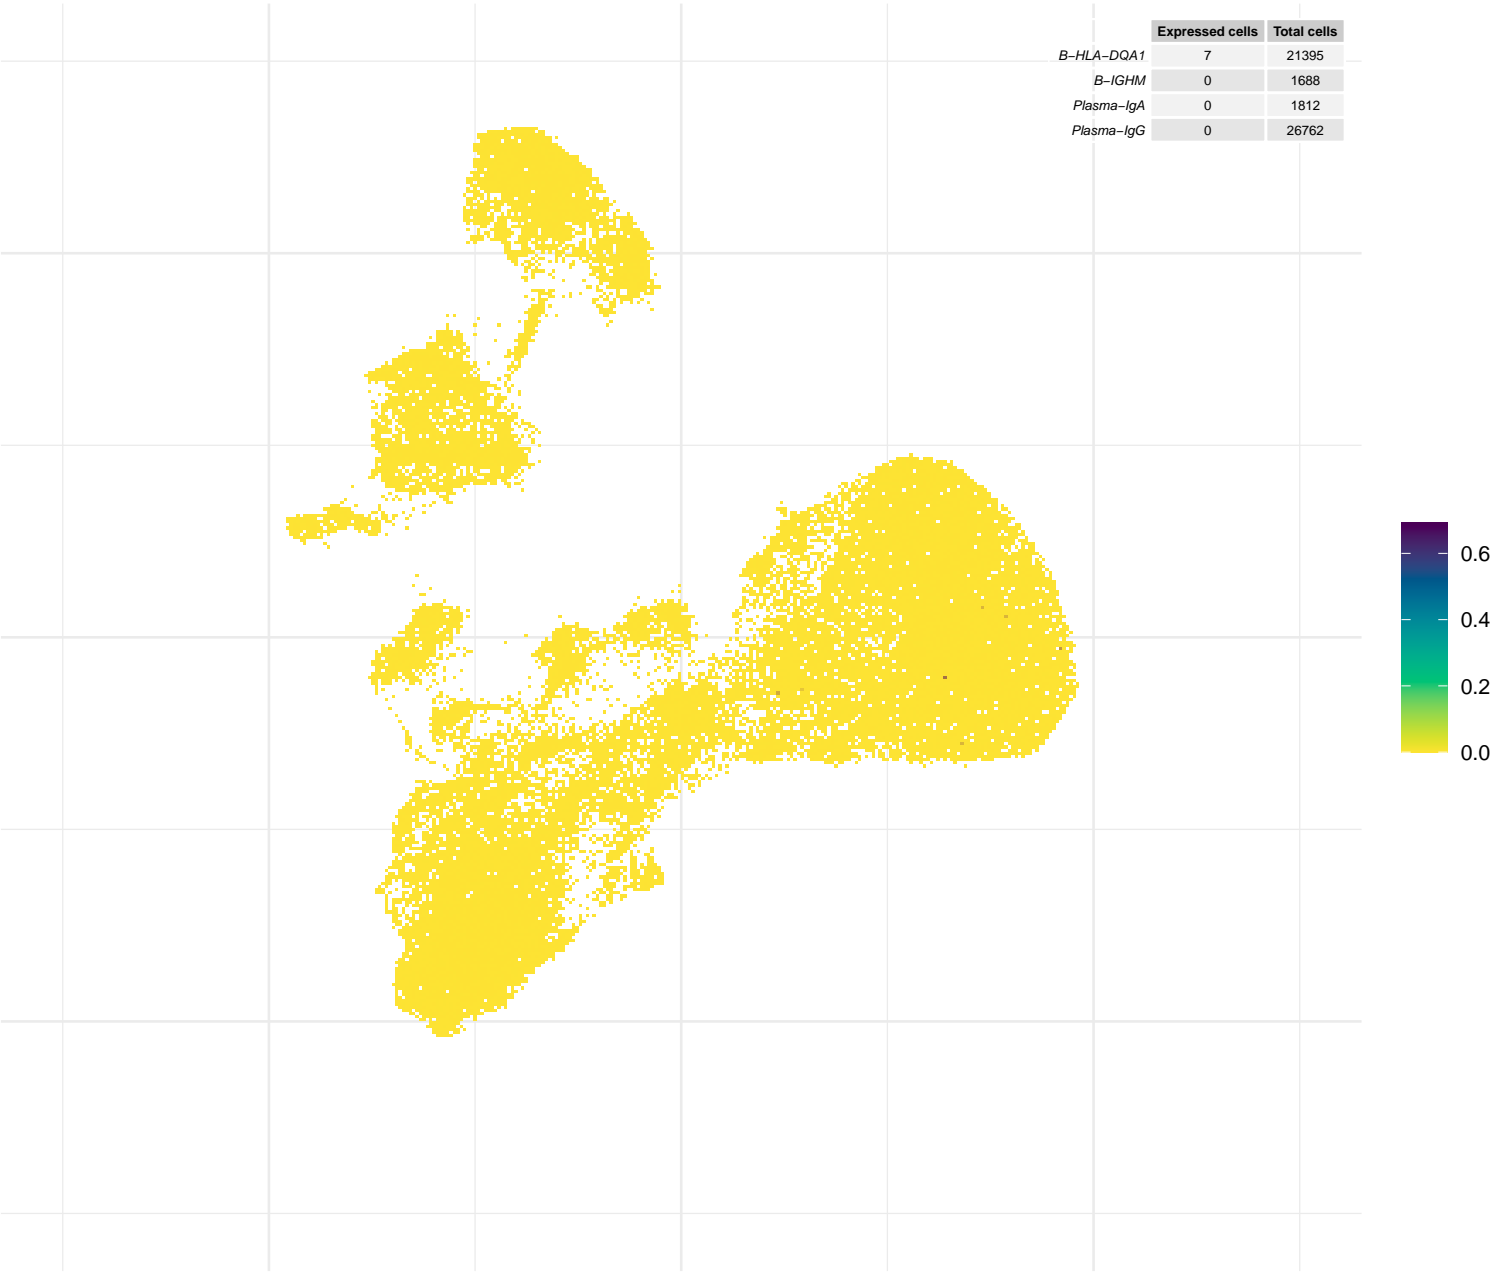 Expressed cells Total cells
B−HLA−DQA1 7 21395
B−IGHM 0 1688
Plasma−IgA 0 1812
Plasma−IgG 0 26762
0.6
0.4
0.2
0.0